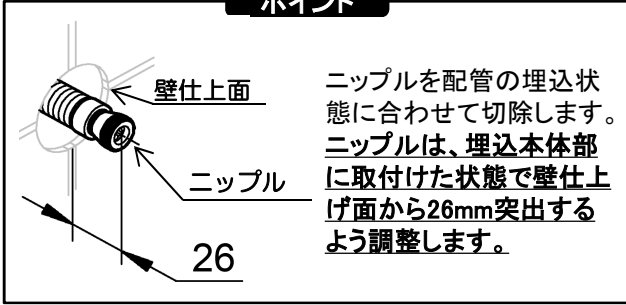 ポイント
壁仕上面
ニップル
26
ニップルを配管の埋込状
態に合わせて切除します。
ニップルは、埋込本体部
に取付けた状態で壁仕上
げ面から26mm突出する
よう調整します。